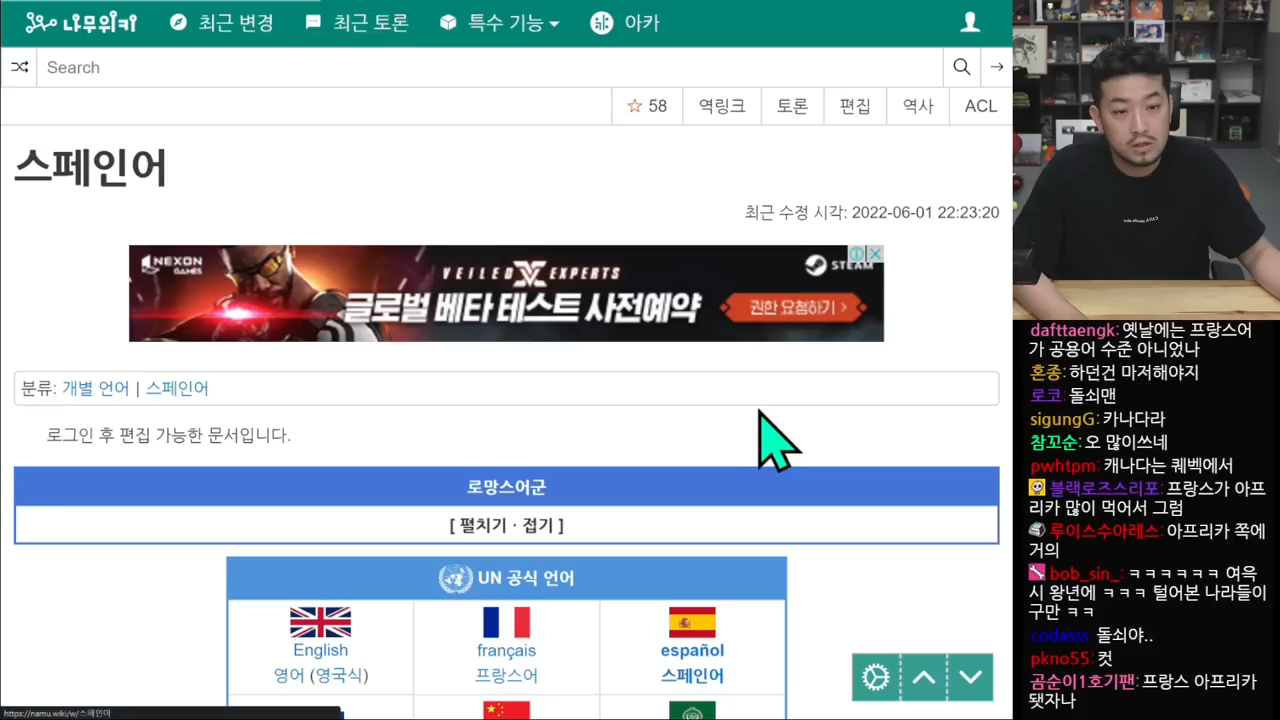 나무위키 최근 변경 최근 토론 특수 기능 아카
Search
58 역링크 토론 편집 역사 ACL
스페인어
최근 수정 시각: 2022-06-01 22:23:20
NEXON GAMES
VEILED X EXPERTS
STEAM
글로벌 베타 테스트 사전예약
권한 요청하기 >
분류: 개별 언어 | 스페인어
로그인 후 편집 가능한 문서입니다.
로망스어군
[ 펼치기 · 접기 ]
UN 공식 언어
English
영어 (영국식)
français
프랑스어
español
스페인어
https://namu.wiki/w/스페인어
dafttaengk: 옛날에는 프랑스어
가 공용어 수준 아니었나
혼종: 하던건 마저해야지
로코: 돌쇠맨
sigungG: 카나다라
참꼬순: 오 많이쓰네
pwhtpm: 캐나다는 퀘벡에서
블랙로즈스리포: 프랑스가 아프
리카 많이 먹어서 그럼
루이스수아레스: 아프리카 쪽에
거의
bob_sin_: ㅋㅋㅋㅋㅋㅋ 여윽
시 왕년에 ㅋㅋㅋ 털어본 나라들이
구만 ㅋㅋ
codasss: 돌쇠야..
pkno55: 컷
곰순이1호기팬: 프랑스 아프리카
됏자나